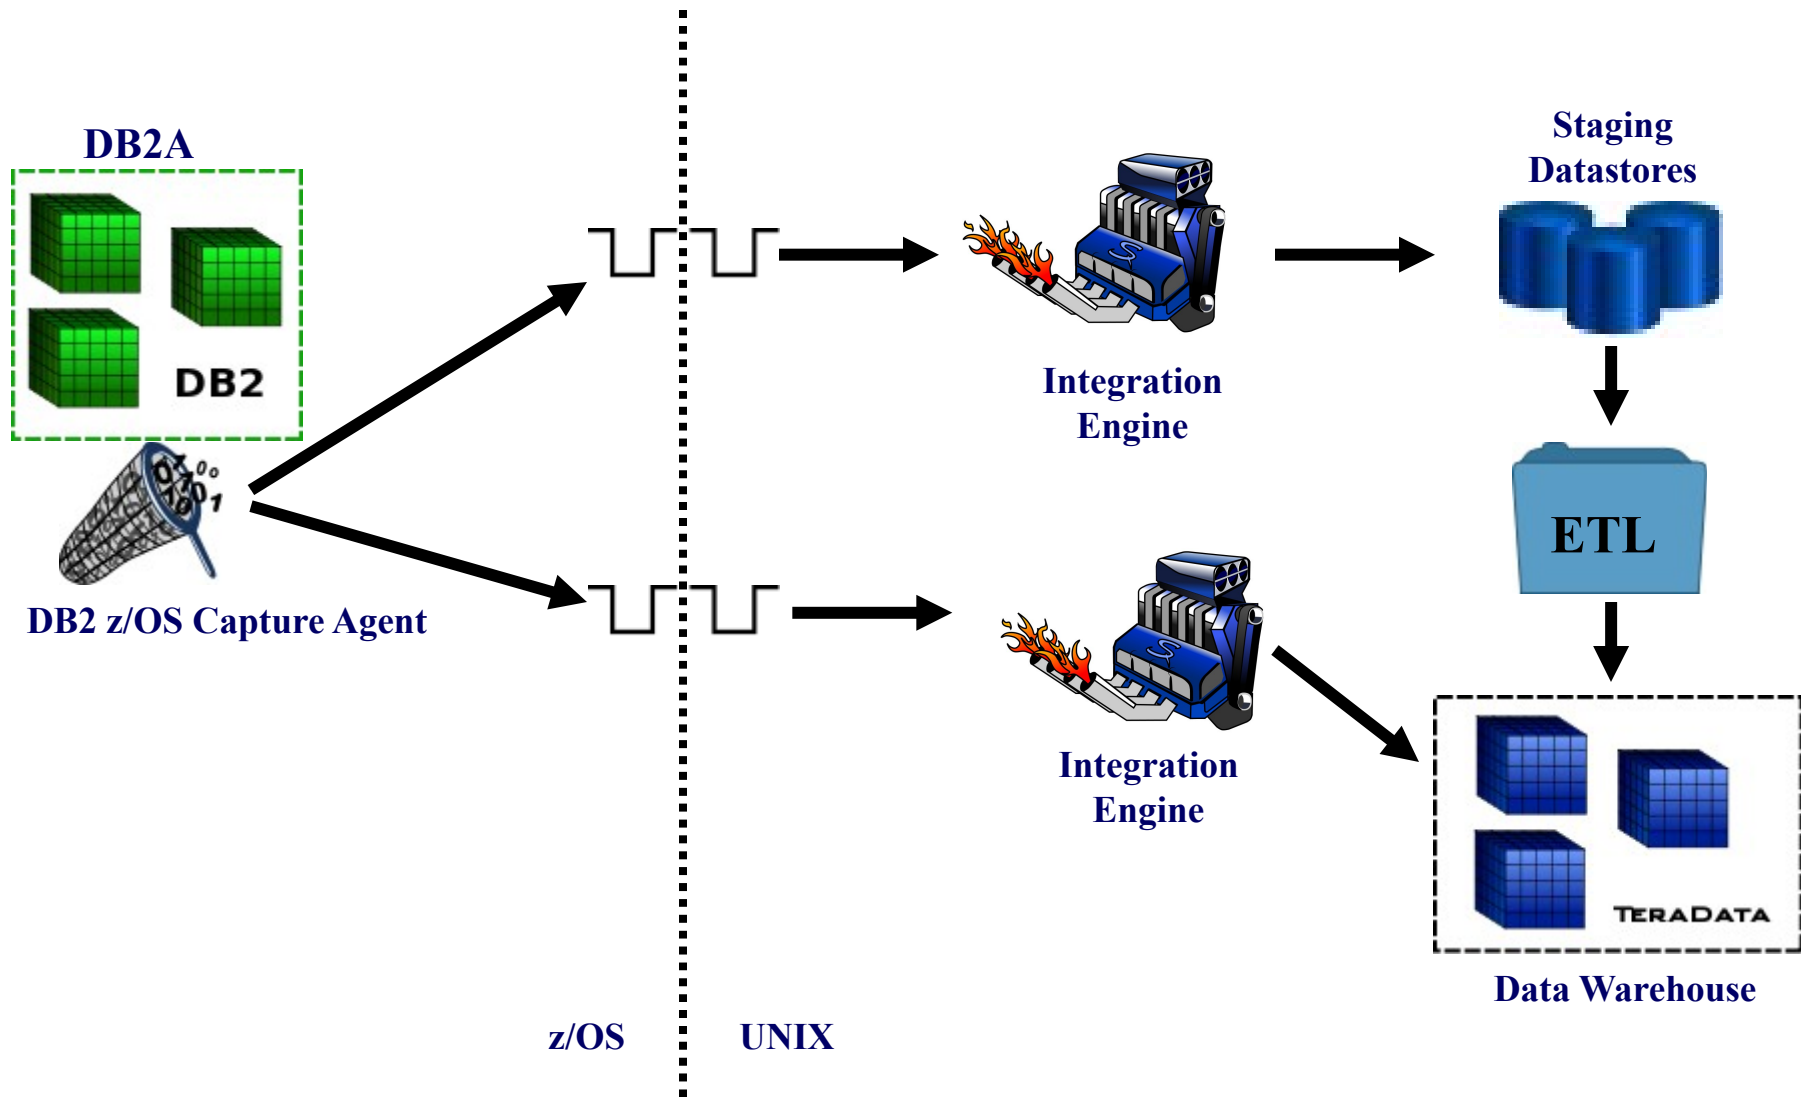 DB2A
DB2
DB2 z/OS Capture Agent
Integration
Engine
Integration
Engine
Staging
Datastores
ETL
TERADATA
Data Warehouse
z/OS
UNIX